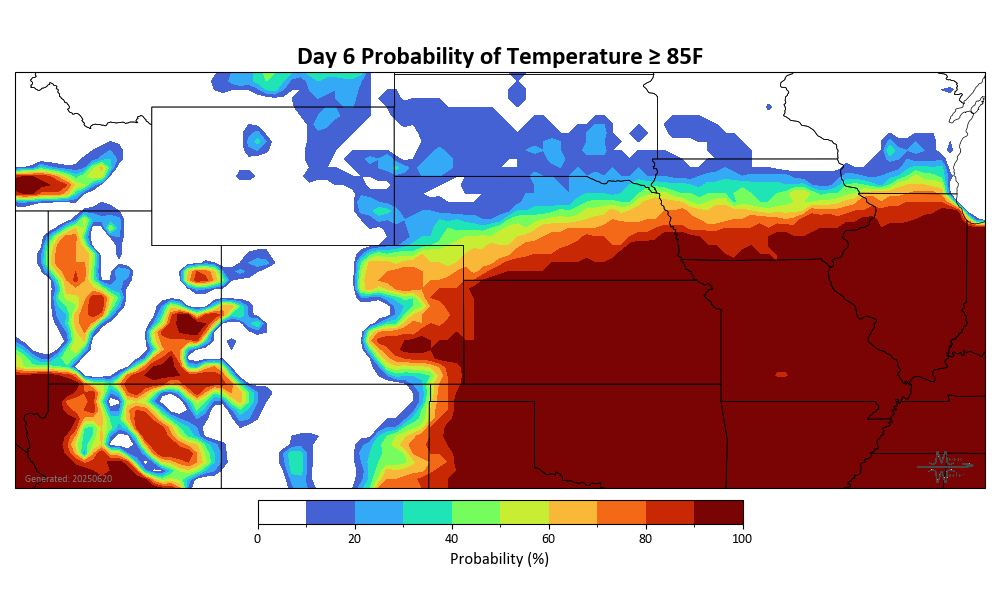 Day 6 Probability of Temperature ≥ 85F
Generated: 20250620
0 20 40 60 80 100
Probability (%)